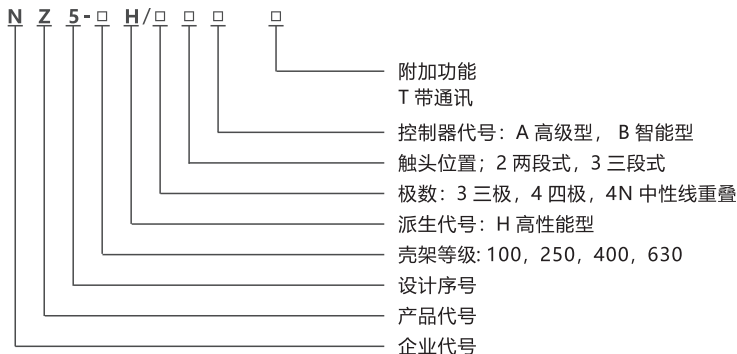 NZ5-□H/□□□ □
附加功能
T 带通讯
控制器代号：A 高级型， B 智能型
触头位置；2 两段式，3 三段式
极数：3 三极，4 四极，4N 中性线重叠
派生代号：H 高性能型
壳架等级: 100，250，400，630
设计序号
产品代号
企业代号